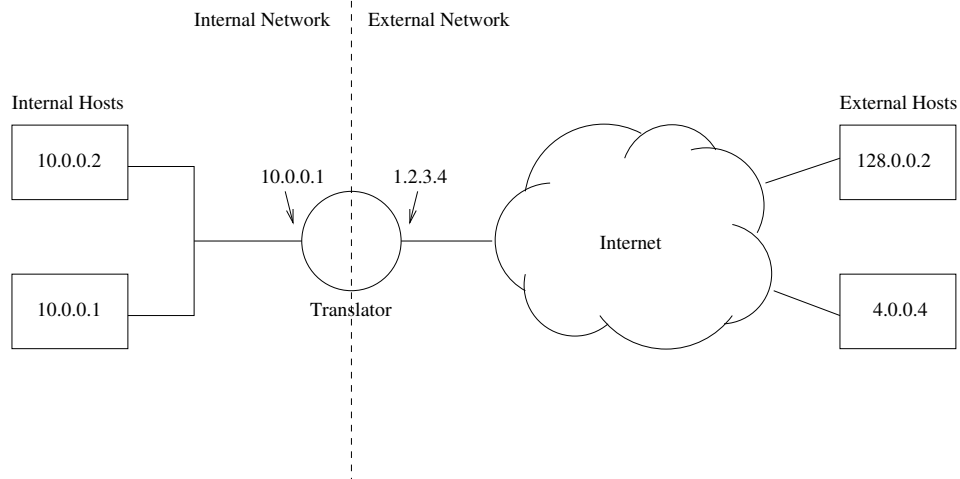 Internal Network
External Network
Internal Hosts
External Hosts
10.0.0.2
128.0.0.2
10.0.0.1
1.2.3.4
Internet
10.0.0.1
Translator
4.0.0.4